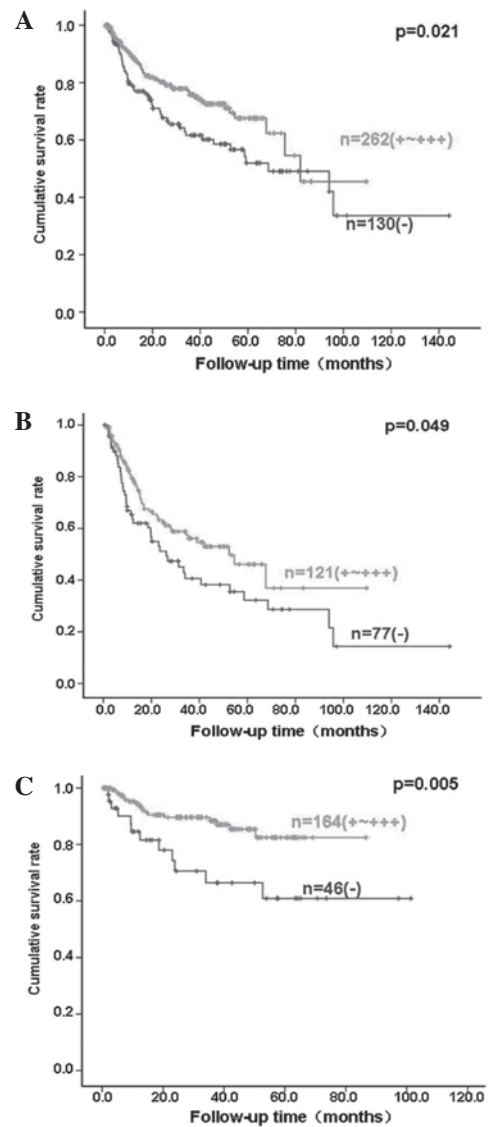 A
p=0.021
1.0
0.8
0.6
0.4
0.2
0.0
Cumulative survival rate
n=262(+~+++)
n=130(-)
0.0 20.0 40.0 60.0 80.0 100.0 120.0 140.0
Follow-up time（months）
B
p=0.049
1.0
0.8
0.6
0.4
0.2
0.0
Cumulative survival rate
n=121(+~+++)
n=77(-)
0.0 20.0 40.0 60.0 80.0 100.0 120.0 140.0
Follow-up time（months）
C
p=0.005
1.0
0.8
0.6
0.4
0.2
0.0
Cumulative survival rate
n=164(+~+++)
n=46(-)
0.0 20.0 40.0 60.0 80.0 100.0 120.0
Follow-up time（months）